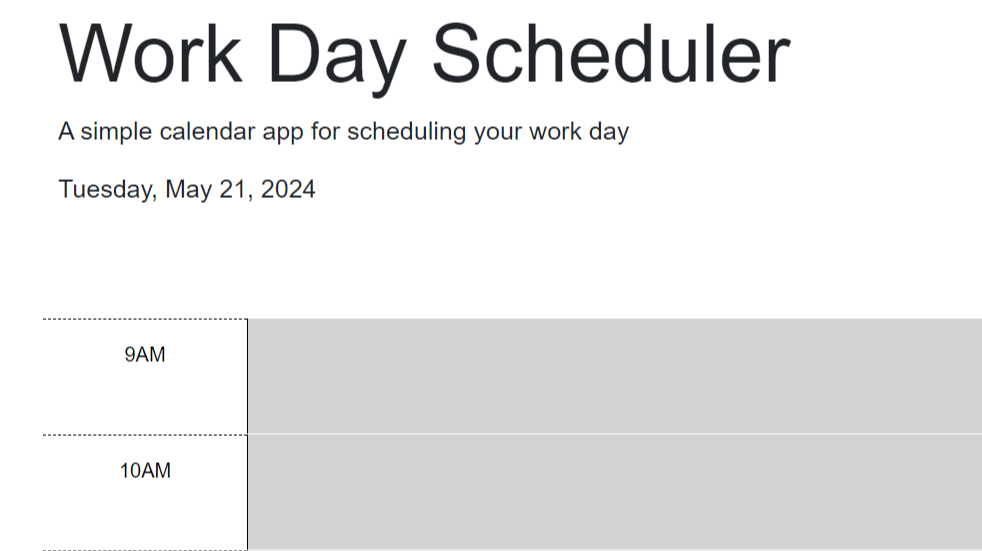 Work Day Scheduler
A simple calendar app for scheduling your work day
Tuesday, May 21, 2024
9AM
10AM